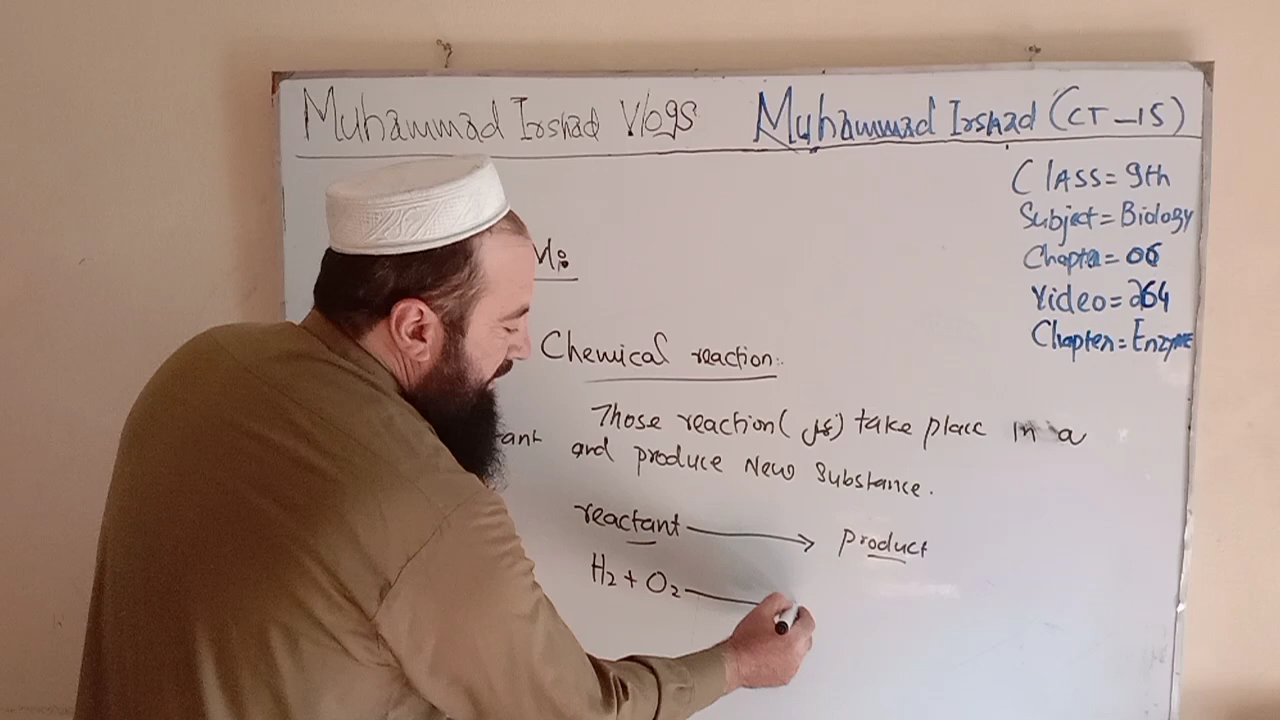 Muhammad Irshad Vlogs Muhammad Irshad (CT-15)
Class= 9th
Subject= Biology
Chapter= 06
Video= 264
Chapter= Enzyme
Chemical reaction:
Those reaction( عمل) take place in a
and produce New Substance.
reactant → product
H₂ + O₂